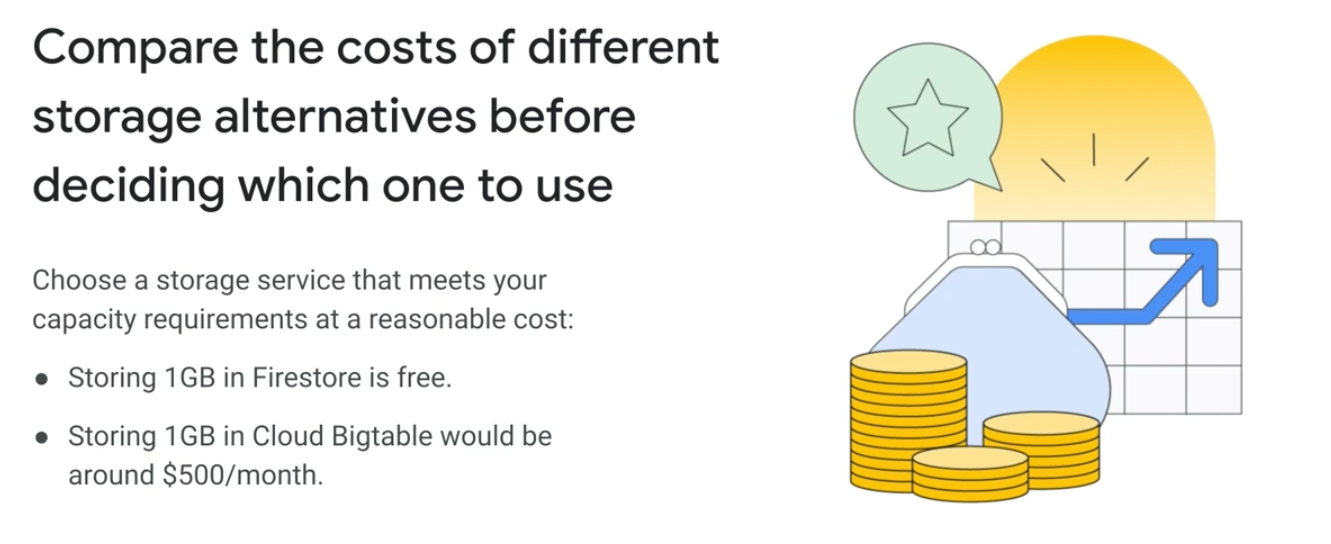 Compare the costs of different
storage alternatives before
deciding which one to use
Choose a storage service that meets your
capacity requirements at a reasonable cost:
● Storing 1GB in Firestore is free.
● Storing 1GB in Cloud Bigtable would be
around $500/month.